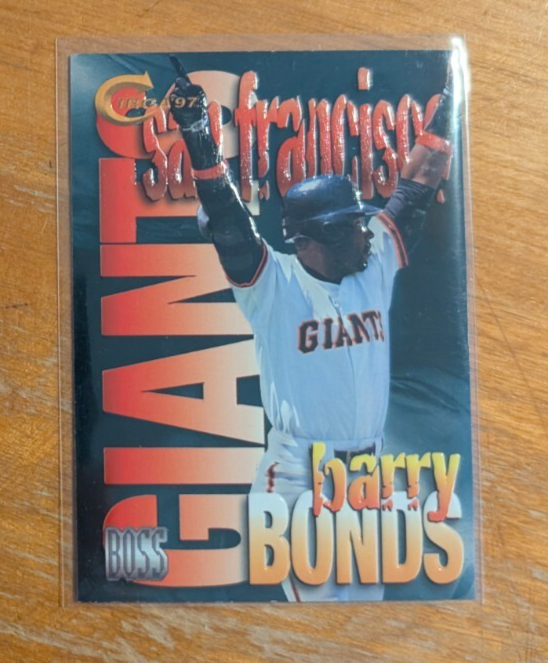 CIRCA '97
san francisco
GIANTS
GIANTS
barry
BONDS
BOSS